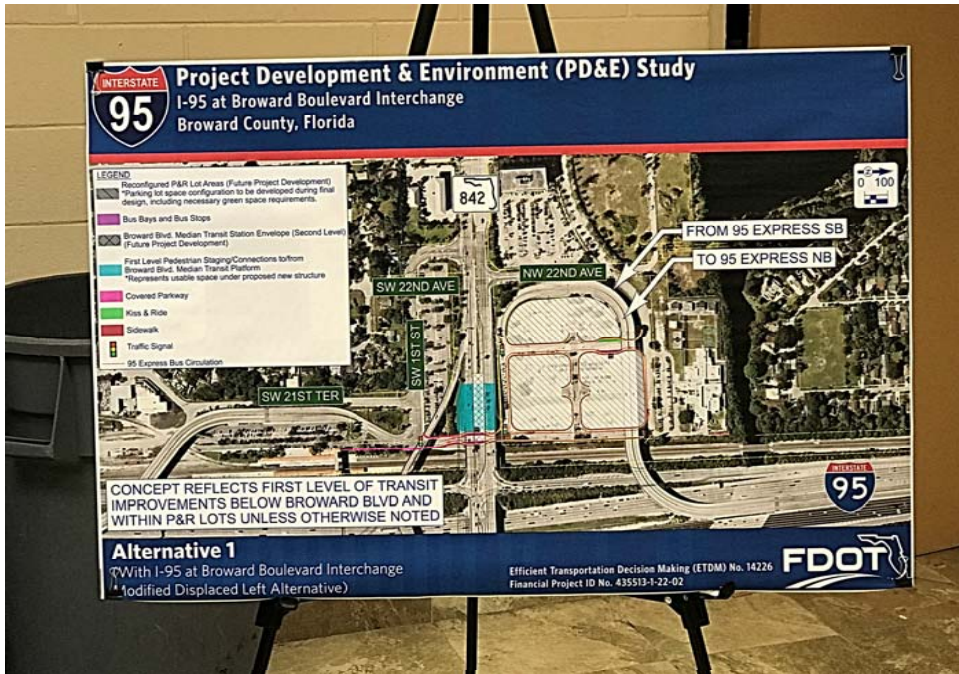 INTERSTATE
95
Project Development & Environment (PD&E) Study
I-95 at Broward Boulevard Interchange
Broward County, Florida
LEGEND
Reconfigured P&R Lot Areas (Future Project Development)
*Parking lot space configuration to be developed during final
design, including necessary green space requirements.
Bus Bays and Bus Stops
Broward Blvd. Median Transit Station Envelope (Second Level)
(Future Project Development)
First Level Pedestrian Staging/Connections to/from
Broward Blvd. Median Transit Platform
*Represents usable space under proposed new structure
Covered Parkway
Kiss & Ride
Sidewalk
Traffic Signal
95 Express Bus Circulation
842
0 100
FROM 95 EXPRESS SB
TO 95 EXPRESS NB
NW 22ND AVE
SW 22ND AVE
SW 1ST ST
SW 21ST TER
INTERSTATE
95
CONCEPT REFLECTS FIRST LEVEL OF TRANSIT
IMPROVEMENTS BELOW BROWARD BLVD AND
WITHIN P&R LOTS UNLESS OTHERWISE NOTED
Alternative 1
(With I-95 at Broward Boulevard Interchange
Modified Displaced Left Alternative)
Efficient Transportation Decision Making (ETDM) No. 14226
Financial Project ID No. 435513-1-22-02
FDOT